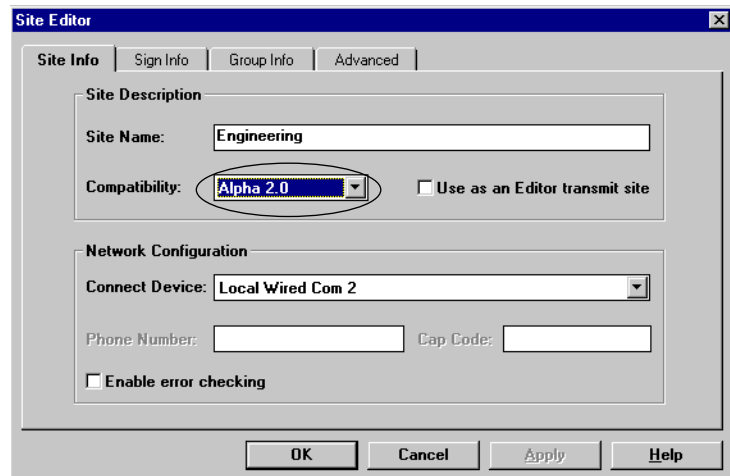 Site Editor
Site Info Sign Info Group Info Advanced
Site Description
Site Name: Engineering
Compatibility: Alpha 2.0 Use as an Editor transmit site
Network Configuration
Connect Device: Local Wired Com 2
Phone Number: Cap Code:
Enable error checking
OK Cancel Apply Help